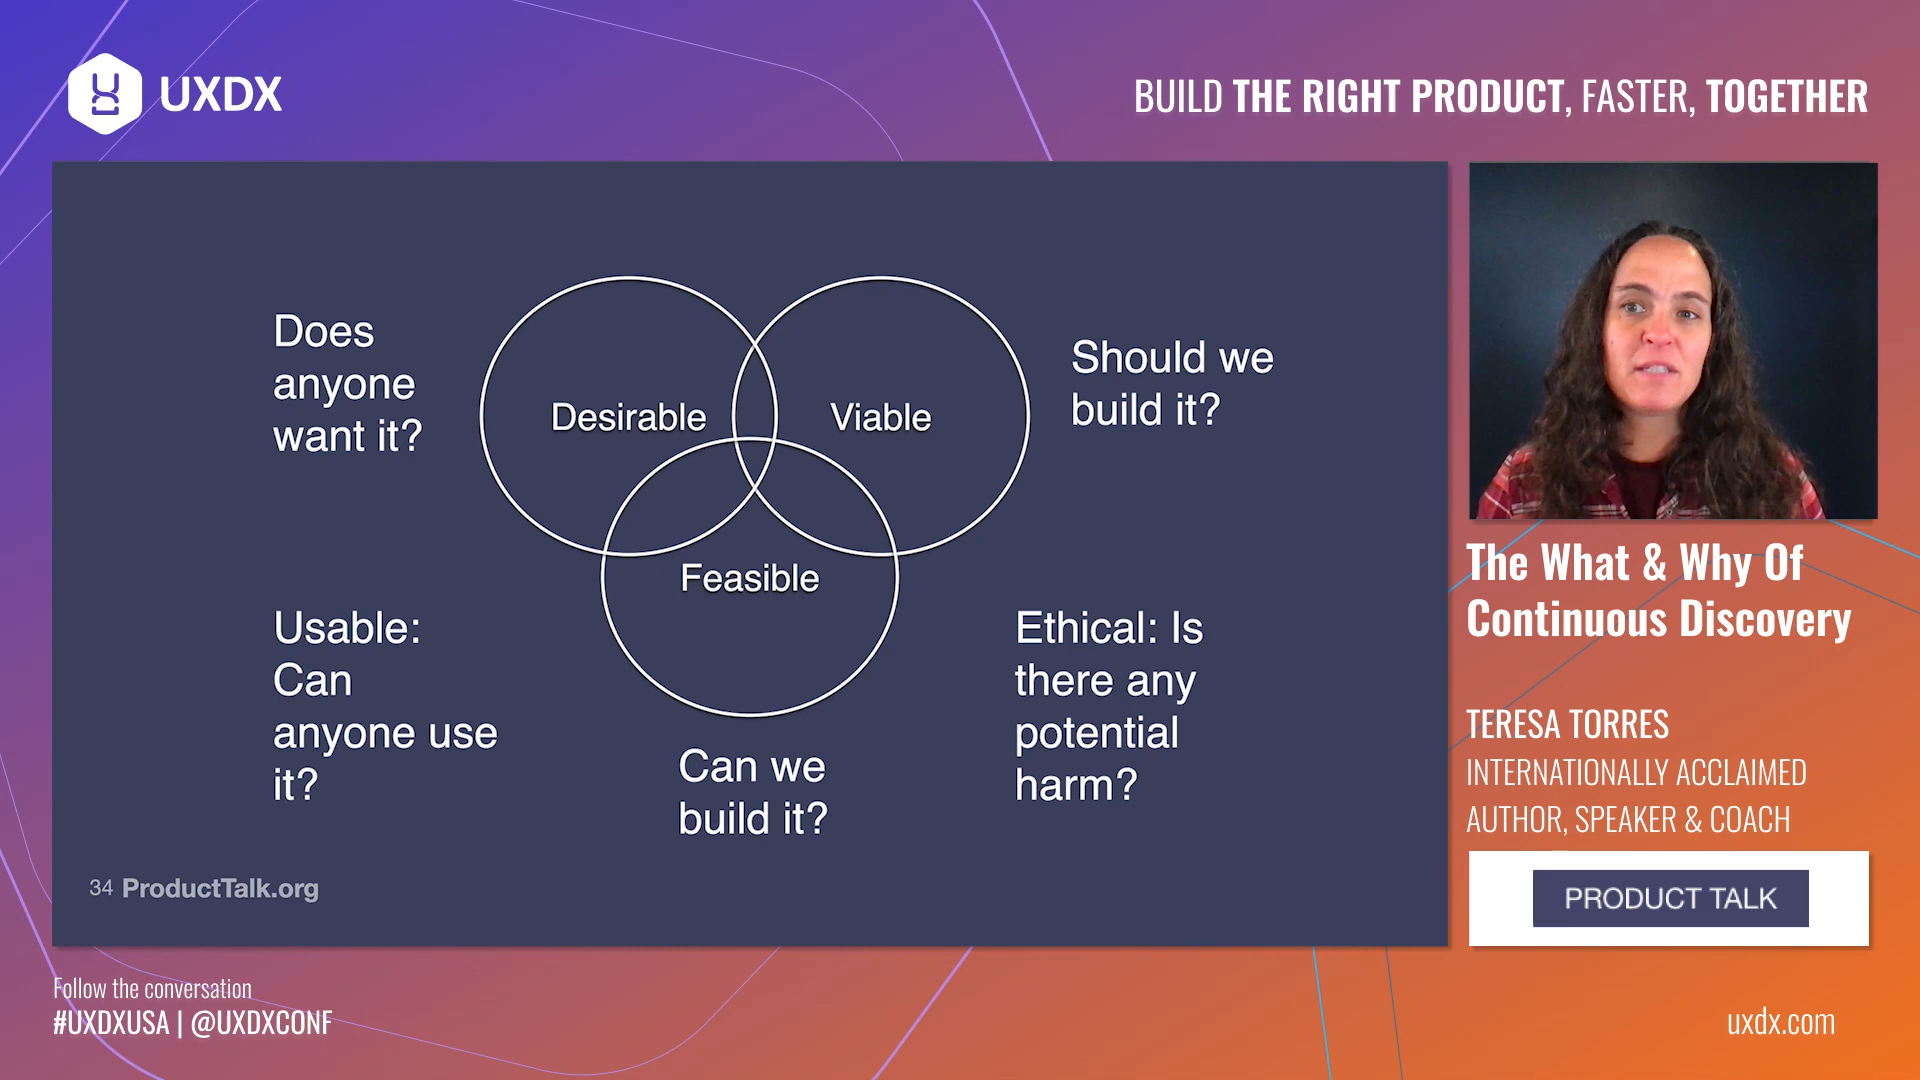 UXDX
BUILD THE RIGHT PRODUCT, FASTER, TOGETHER
Does
anyone
want it?
Desirable
Viable
Should we
build it?
Feasible
Usable:
Can
anyone use
it?
Can we
build it?
Ethical: Is
there any
potential
harm?
34 ProductTalk.org
The What & Why Of
Continuous Discovery
TERESA TORRES
INTERNATIONALLY ACCLAIMED
AUTHOR, SPEAKER & COACH
PRODUCT TALK
Follow the conversation
#UXDXUSA | @UXDXCONF
uxdx.com